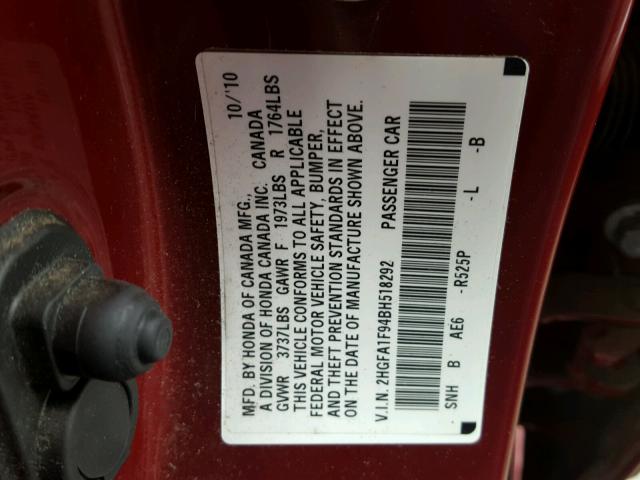 MFD. BY HONDA OF CANADA MFG., 10/'10
A DIVISION OF HONDA CANADA INC. CANADA
GVWR 3737LBS GAWR F 1973LBS R 1764LBS
THIS VEHICLE CONFORMS TO ALL APPLICABLE
FEDERAL MOTOR VEHICLE SAFETY, BUMPER,
AND THEFT PREVENTION STANDARDS IN EFFECT
ON THE DATE OF MANUFACTURE SHOWN ABOVE.
V.I.N. 2HGFA1F94BH518292 PASSENGER CAR
SNH B AE6 -R525P -L -B